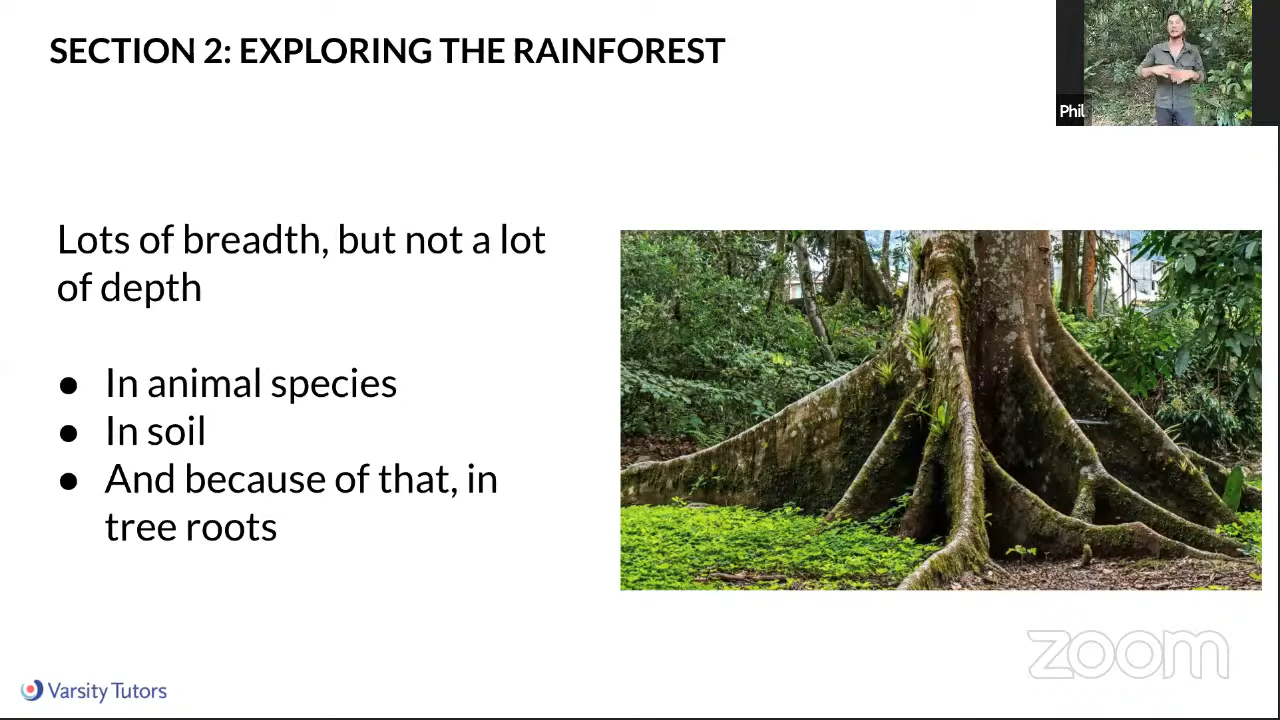 SECTION 2: EXPLORING THE RAINFOREST
Phil
Lots of breadth, but not a lot
of depth
● In animal species
● In soil
● And because of that, in
tree roots
zoom
Varsity Tutors